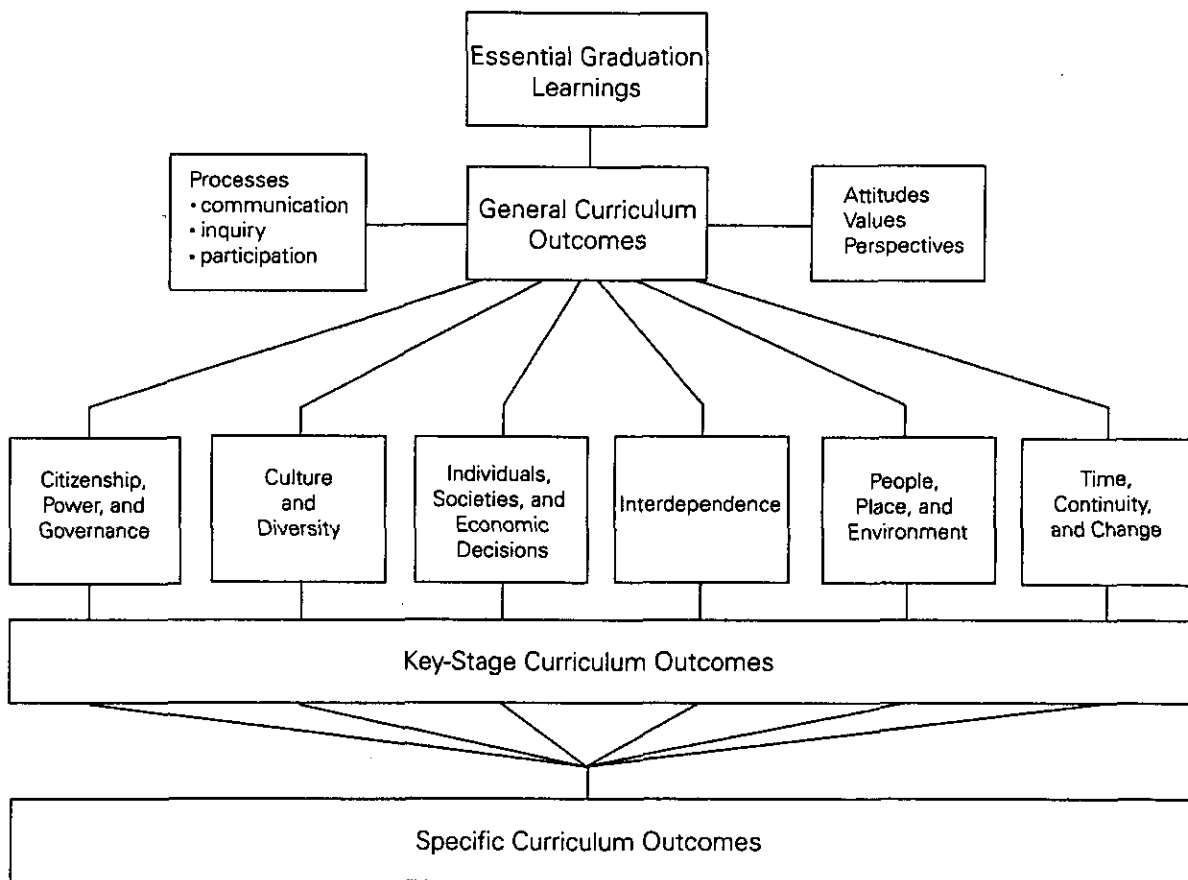 Essential Graduation
Learnings
Processes
• communication
• inquiry
• participation
General Curriculum
Outcomes
Attitudes
Values
Perspectives
Citizenship,
Power, and
Governance
Culture
and
Diversity
Individuals,
Societies, and
Economic
Decisions
Interdependence
People,
Place, and
Environment
Time,
Continuity,
and Change
Key-Stage Curriculum Outcomes
Specific Curriculum Outcomes